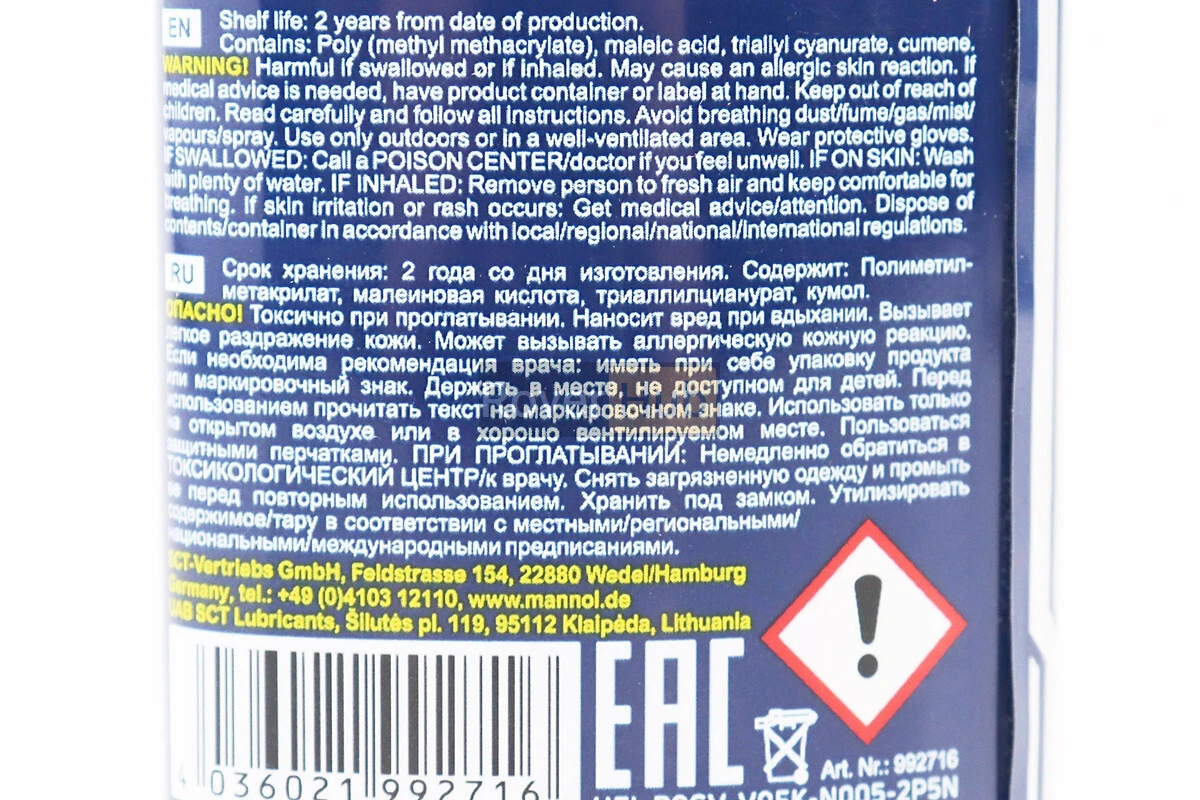 EN Shelf life: 2 years from date of production.
Contains: Poly (methyl methacrylate), maleic acid, triallyl cyanurate, cumene.
WARNING! Harmful if swallowed or if inhaled. May cause an allergic skin reaction. If
medical advice is needed, have product container or label at hand. Keep out of reach of
children. Read carefully and follow all instructions. Avoid breathing dust/fume/gas/mist/
vapours/spray. Use only outdoors or in a well-ventilated area. Wear protective gloves.
IF SWALLOWED: Call a POISON CENTER/doctor if you feel unwell. IF ON SKIN: Wash
with plenty of water. IF INHALED: Remove person to fresh air and keep comfortable for
breathing. If skin irritation or rash occurs: Get medical advice/attention. Dispose of
contents/container in accordance with local/regional/national/international regulations.
RU Срок хранения: 2 года со дня изготовления. Содержит: Полиметил-
метакрилат, малеиновая кислота, триаллилцианурат, кумол.
ОПАСНО! Токсично при проглатывании. Наносит вред при вдыхании. Вызывает
легкое раздражение кожи. Может вызывать аллергическую кожную реакцию.
Если необходима рекомендация врача: иметь при себе упаковку продукта
или маркировочный знак. Держать в месте, не доступном для детей. Перед
использованием прочитать текст на маркировочном знаке. Использовать только
на открытом воздухе или в хорошо вентилируемом месте. Пользоваться
защитными перчатками. ПРИ ПРОГЛАТЫВАНИИ: Немедленно обратиться в
ТОКСИКОЛОГИЧЕСКИЙ ЦЕНТР/к врачу. Снять загрязненную одежду и промыть
ее перед повторным использованием. Хранить под замком. Утилизировать
содержимое/тару в соответствии с местными/региональными/
национальными/международными предписаниями.
SCT-Vertriebs GmbH, Feldstrasse 154, 22880 Wedel/Hamburg
Germany, tel.: +49 (0)4103 12110, www.mannol.de
UAB SCT Lubricants, Šilutės pl. 119, 95112 Klaipėda, Lithuania
EAC
Art. Nr.: 992716
4 036021 992716